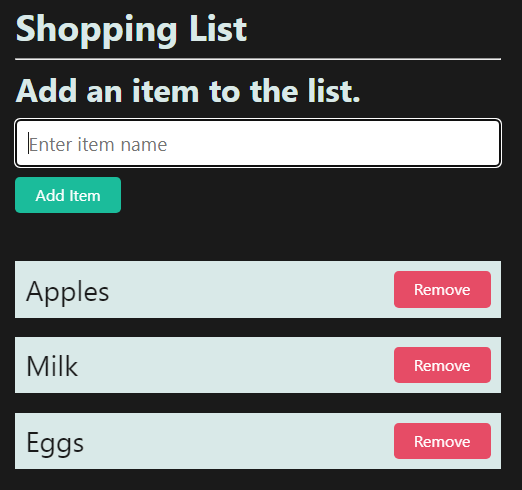 Shopping List
Add an item to the list.
Enter item name
Add Item
Apples Remove
Milk Remove
Eggs Remove